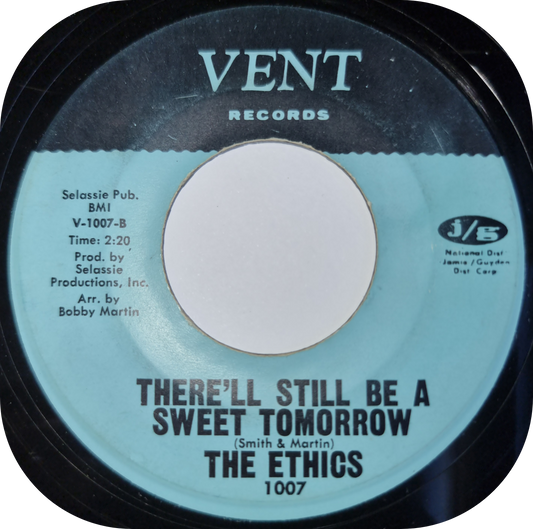 VENT
RECORDS
Selassie Pub.
BMI
V-1007-B
Time: 2:20
Prod. by
Selassie
Productions, Inc.
Arr. by
Bobby Martin
j/g
National Dist
Jamie/Guyden
Dist Corp
THERE'LL STILL BE A
SWEET TOMORROW
(Smith & Martin)
THE ETHICS
1007